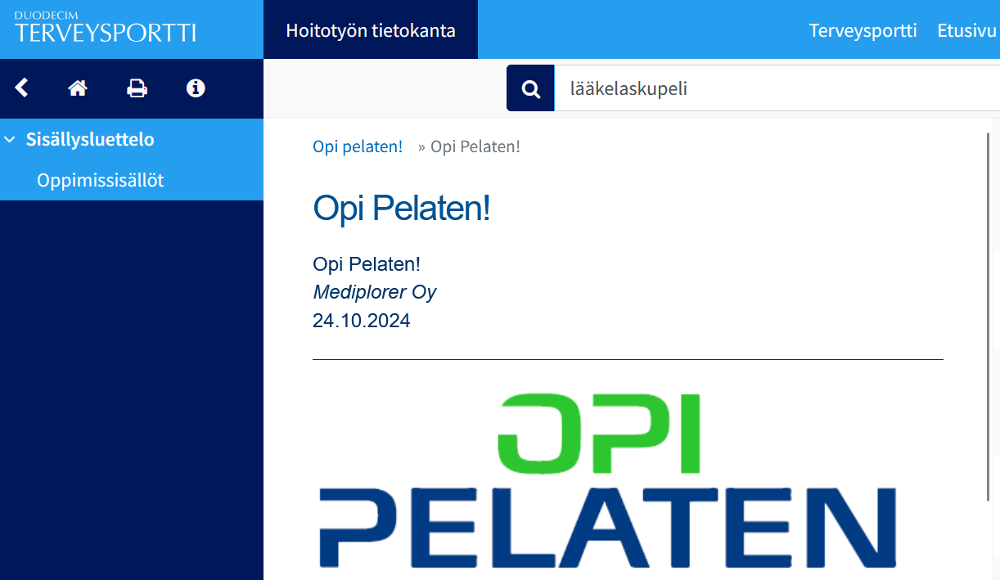 DUODECIM
TERVEYSPORTTI
Hoitotyön tietokanta
Terveysportti
Etusivu
lääkelaskupeli
Sisällysluettelo
Oppimissisällöt
Opi pelaten! » Opi Pelaten!
Opi Pelaten!
Opi Pelaten!
Mediplorer Oy
24.10.2024
OPI
PELATEN